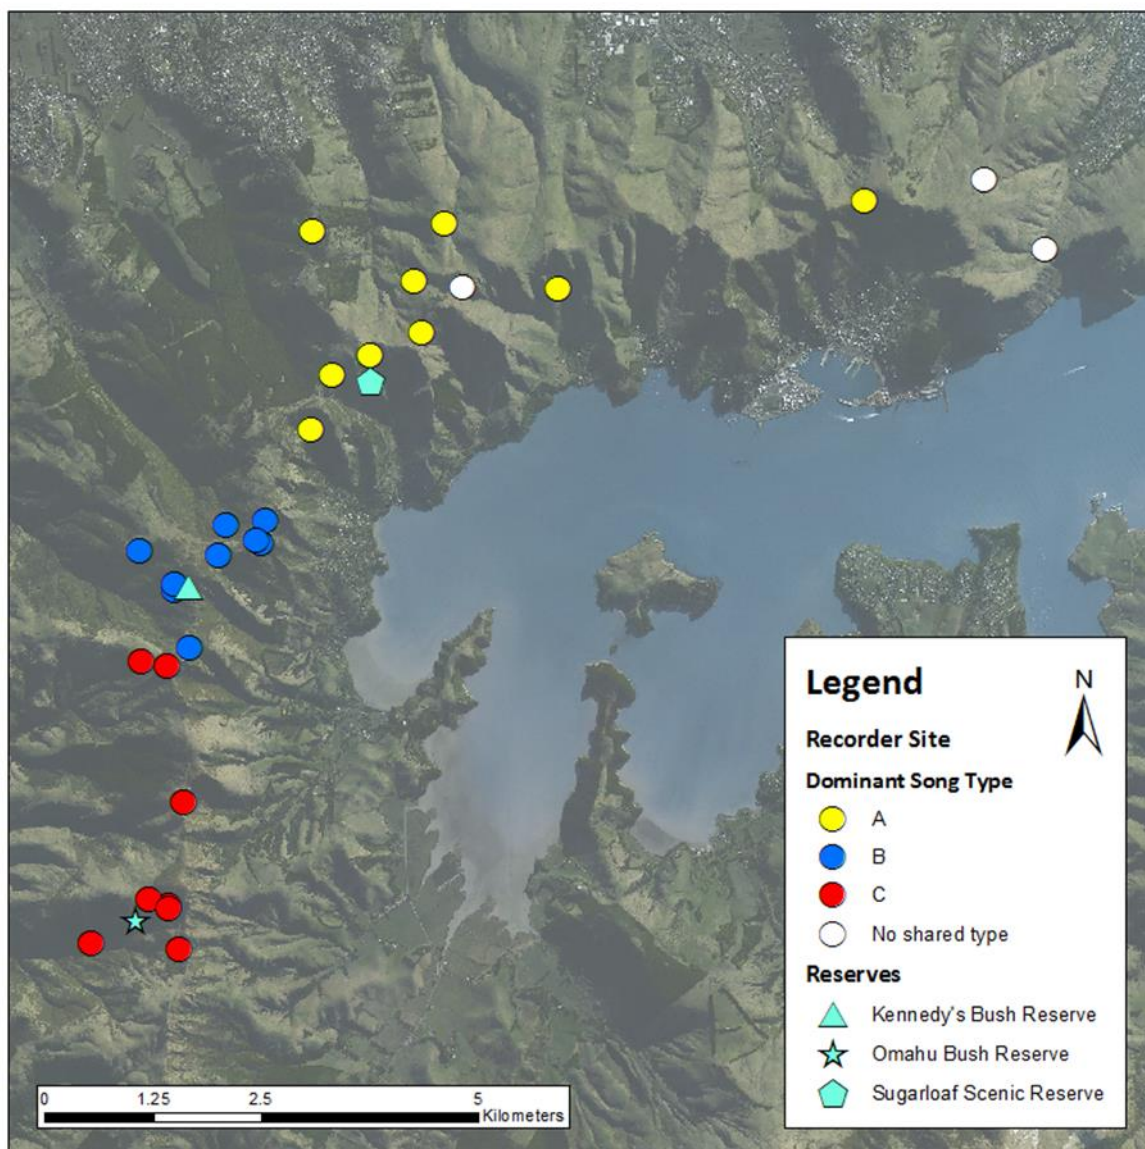 Legend
N
Recorder Site
Dominant Song Type
A
B
C
No shared type
Reserves
Kennedy's Bush Reserve
Omahu Bush Reserve
Sugarloaf Scenic Reserve
0 1.25 2.5 5
Kilometers